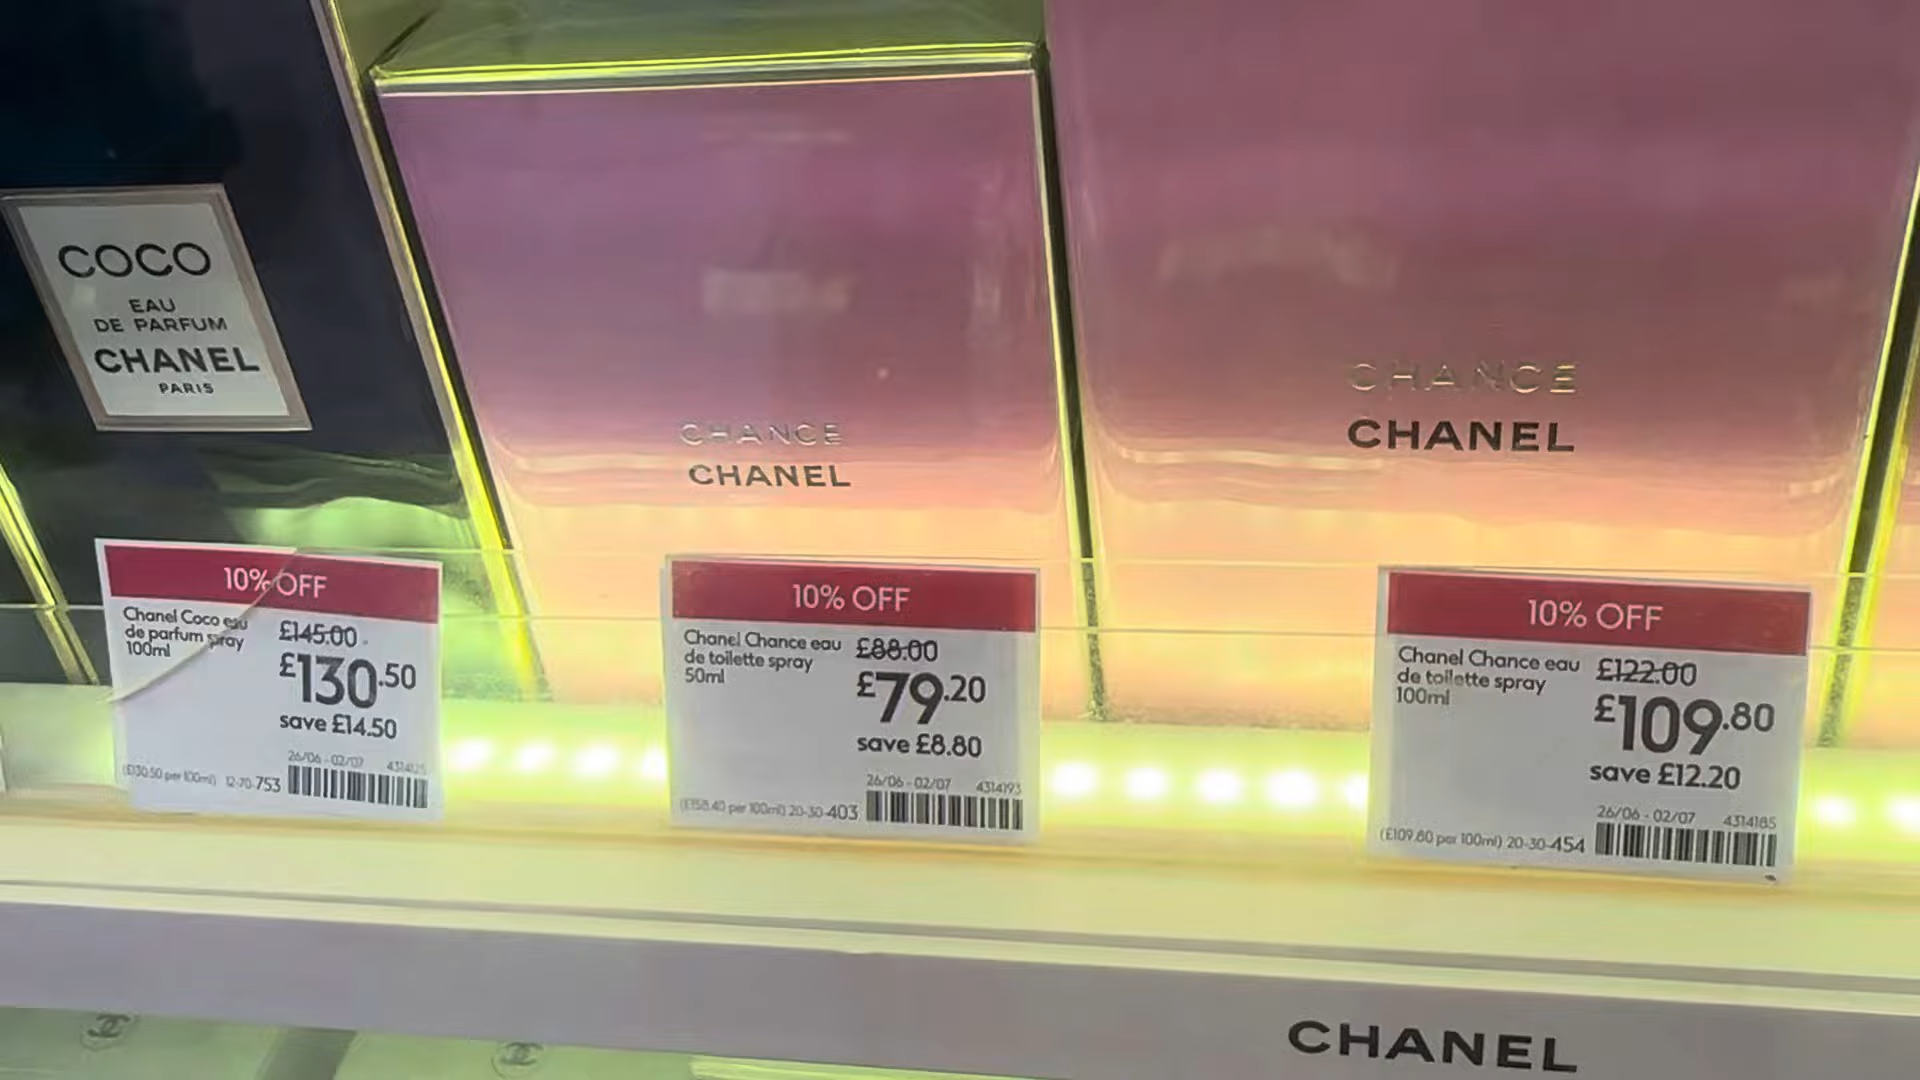 COCO
EAU
DE PARFUM
CHANEL
PARIS
CHANCE
CHANEL
CHANCE
CHANEL
10% OFF
Chanel Coco eau
de parfum spray
100ml
£145.00
£130.50
save £14.50
26/06 - 02/07
(£130.50 per 100ml) 12-70-753
10% OFF
Chanel Chance eau
de toilette spray
50ml
£88.00
£79.20
save £8.80
26/06 - 02/07 4314193
(£158.40 per 100ml) 20-30-403
10% OFF
Chanel Chance eau
de toilette spray
100ml
£122.00
£109.80
save £12.20
26/06 - 02/07 4314185
(£109.80 per 100ml) 20-30-454
CHANEL